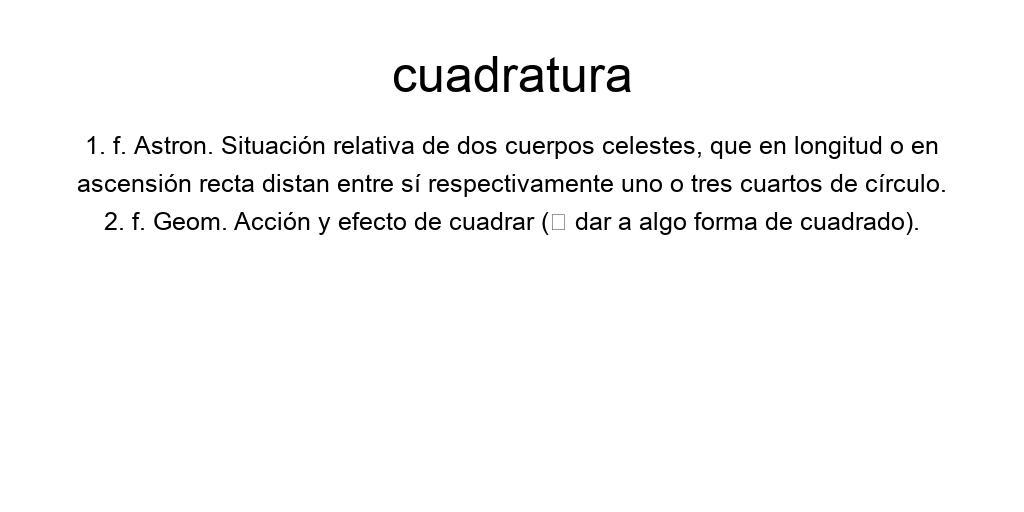 cuadratura
1. f. Astron. Situación relativa de dos cuerpos celestes, que en longitud o en
ascensión recta distan entre sí respectivamente uno o tres cuartos de círculo.
2. f. Geom. Acción y efecto de cuadrar (□ dar a algo forma de cuadrado).